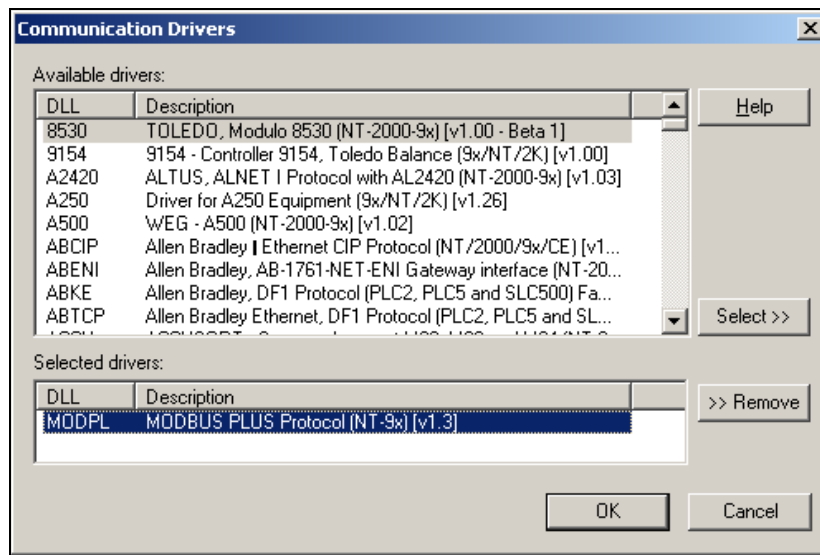 Communication Drivers
Available drivers:
DLL Description
8530 TOLEDO, Modulo 8530 (NT-2000-9x) [v1.00 - Beta 1]
9154 9154 - Controller 9154, Toledo Balance (9x/NT/2K) [v1.00]
A2420 ALTUS, ALNET I Protocol with AL2420 (NT-2000-9x) [v1.03]
A250 Driver for A250 Equipment (9x/NT/2K) [v1.26]
A500 WEG - A500 (NT-2000-9x) [v1.02]
ABCIP Allen Bradley | Ethernet CIP Protocol (NT/2000/9x/CE) [v1...
ABENI Allen Bradley, AB-1761-NET-ENI Gateway interface (NT-20...
ABKE Allen Bradley, DF1 Protocol (PLC2, PLC5 and SLC500) Fa...
ABTCP Allen Bradley Ethernet, DF1 Protocol (PLC2, PLC5 and SL...
Help
Select >>
Selected drivers:
DLL Description
MODPL MODBUS PLUS Protocol (NT-9x) [v1.3]
>> Remove
OK Cancel